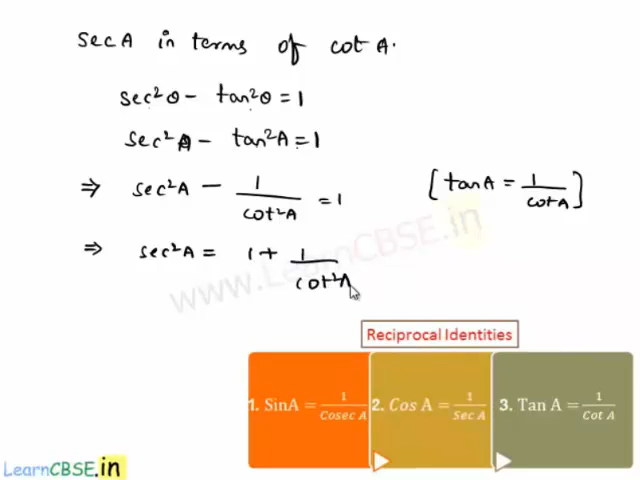 sec A in terms of cot A.
sec²θ - tan²θ = 1
sec²A - tan²A = 1
⇒ sec²A - 1/cot²A = 1 [tan A = 1/cot A]
⇒ sec²A = 1 + 1/cot²A
www.LearnCBSE.in
Reciprocal Identities
1. SinA = 1/Cosec A 2. Cos A = 1/Sec A 3. Tan A = 1/Cot A
LearnCBSE.in